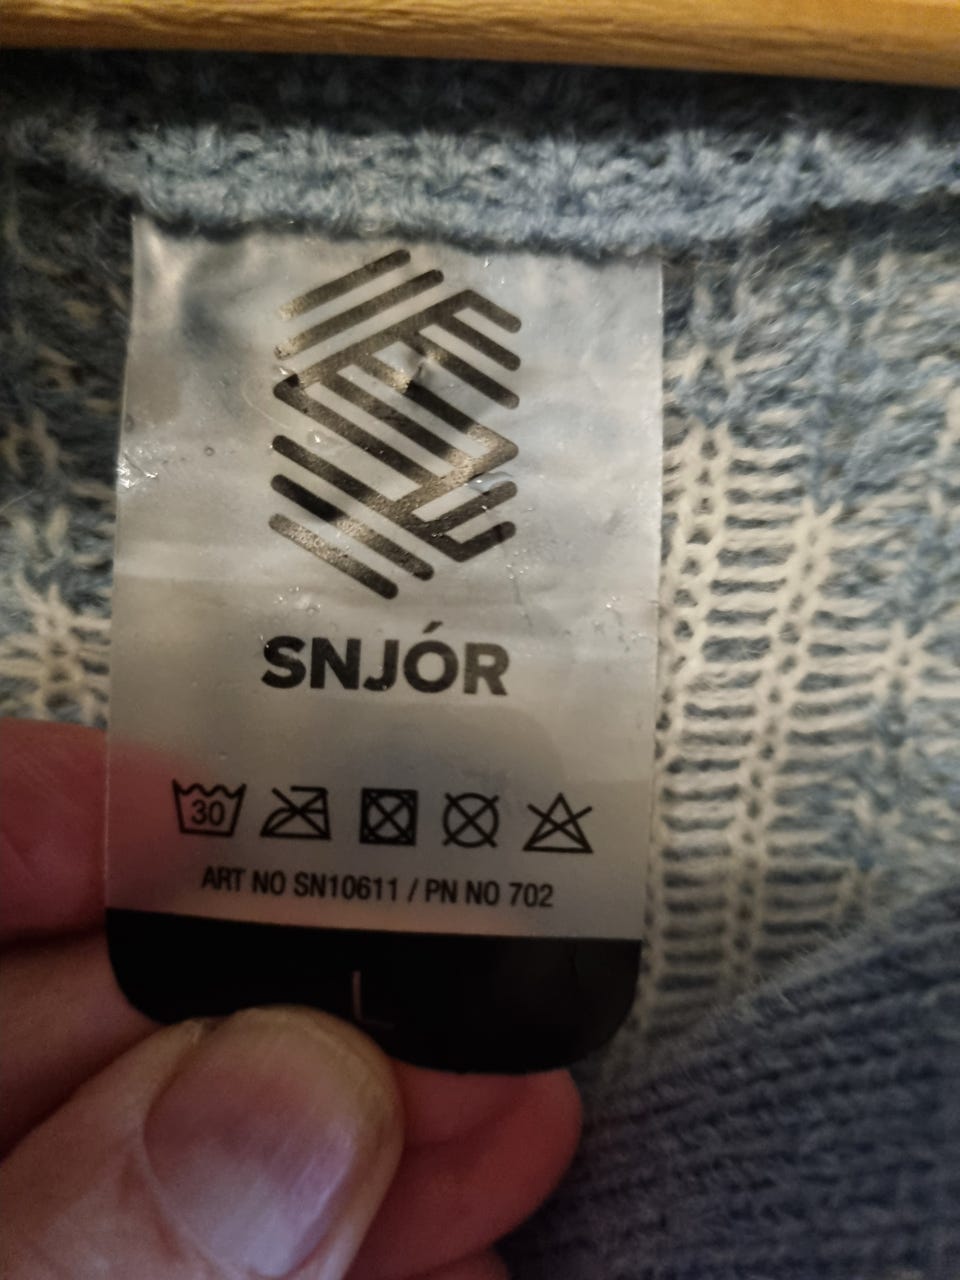 SNJÓR
30
ART NO SN10611 / PN NO 702
L